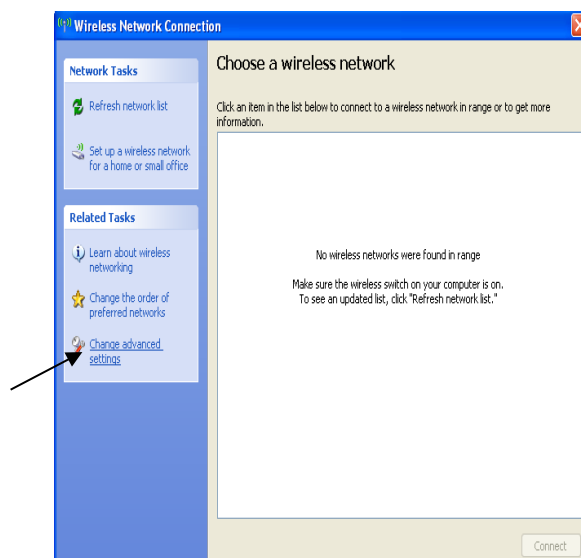 Wireless Network Connection
Network Tasks
Refresh network list
Set up a wireless network
for a home or small office
Related Tasks
Learn about wireless
networking
Change the order of
preferred networks
Change advanced
settings
Choose a wireless network
Click an item in the list below to connect to a wireless network in range or to get more
information.
No wireless networks were found in range
Make sure the wireless switch on your computer is on.
To see an updated list, click "Refresh network list."
Connect